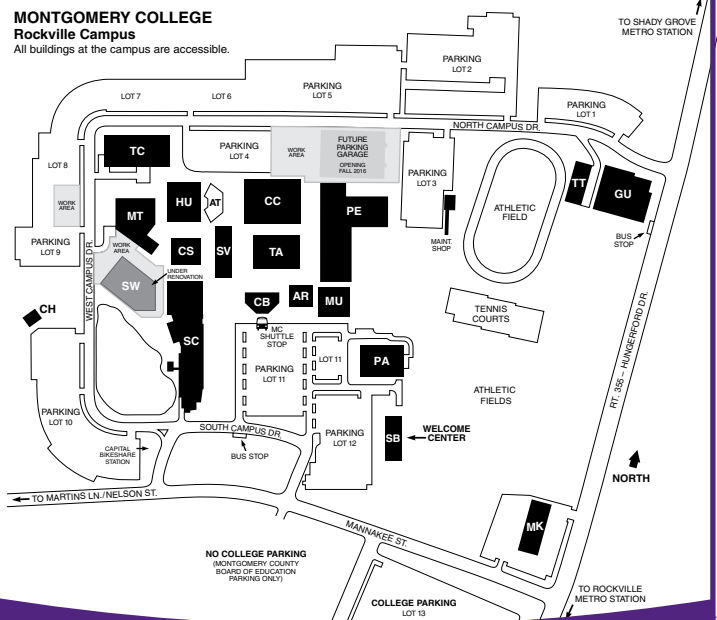 MONTGOMERY COLLEGE
Rockville Campus
All buildings at the campus are accessible.
TO SHADY GROVE
METRO STATION
PARKING
LOT 2
PARKING
LOT 5
LOT 7
LOT 6
PARKING
LOT 1
NORTH CAMPUS DR.
FUTURE
PARKING
GARAGE
OPENING
FALL 2016
WORK
AREA
PARKING
LOT 4
TC
LOT 8
PARKING
LOT 3
TT
GU
WORK
AREA
HU
AT
CC
PE
MT
ATHLETIC
FIELD
BUS
STOP
MAINT.
SHOP
PARKING
LOT 9
WORK
AREA
CS
SV
TA
WEST CAMPUS DR.
UNDER
RENOVATION
SW
CH
CB
AR
MU
MC
SHUTTLE
STOP
TENNIS
COURTS
SC
LOT 11
PA
PARKING
LOT 11
RT. 355 – HUNGERFORD DR.
ATHLETIC
FIELDS
PARKING
LOT 10
SOUTH CAMPUS DR.
PARKING
LOT 12
SB
WELCOME
CENTER
CAPITAL
BIKESHARE
STATION
BUS STOP
NORTH
TO MARTINS LN./NELSON ST.
MANNAKEE ST.
MK
NO COLLEGE PARKING
(MONTGOMERY COUNTY
BOARD OF EDUCATION
PARKING ONLY)
TO ROCKVILLE
METRO STATION
COLLEGE PARKING
LOT 13